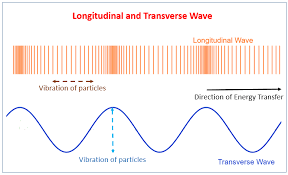 Longitudinal and Transverse Wave
Longitudinal Wave
Vibration of particles
Direction of Energy Transfer
Vibration of particles
Transverse Wave